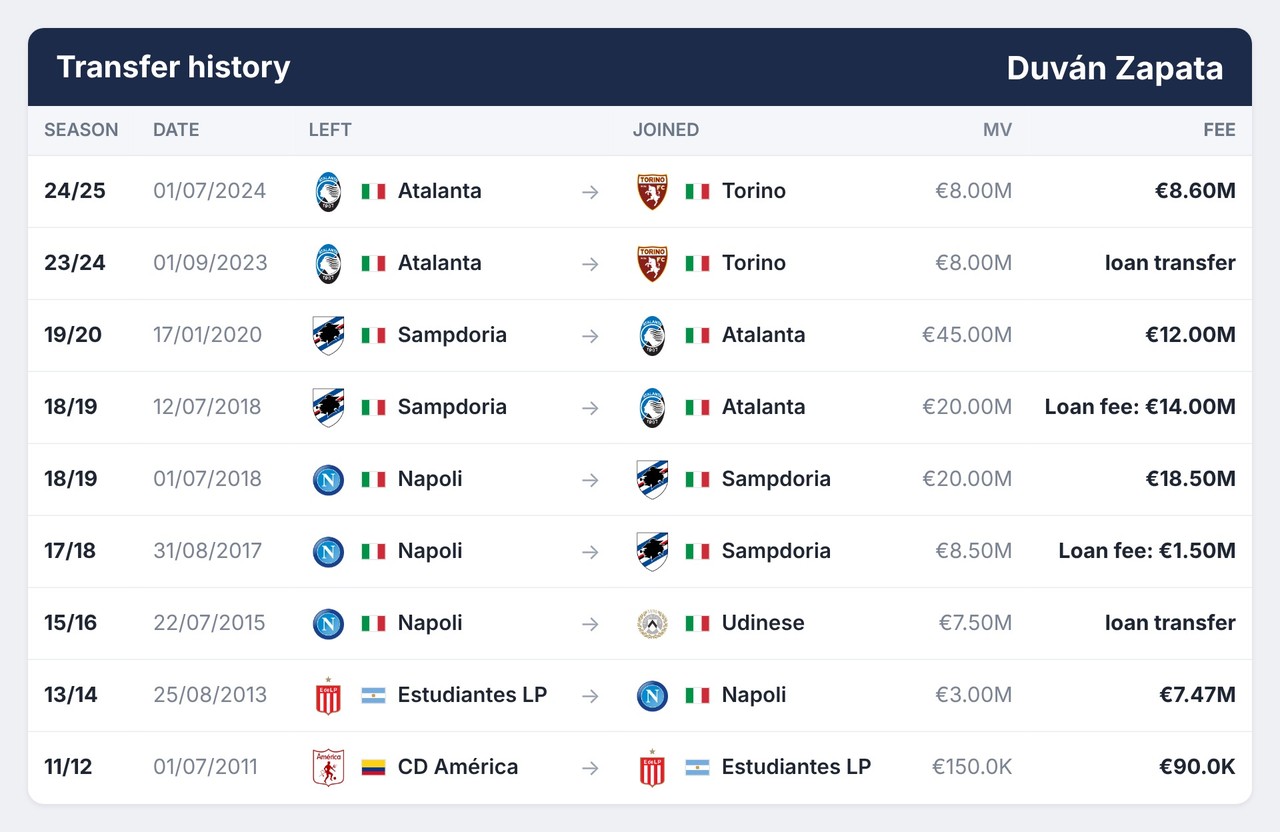 Transfer history Duván Zapata
SEASON DATE LEFT JOINED MV FEE
24/25 01/07/2024 Atalanta → Torino €8.00M €8.60M
23/24 01/09/2023 Atalanta → Torino €8.00M loan transfer
19/20 17/01/2020 Sampdoria → Atalanta €45.00M €12.00M
18/19 12/07/2018 Sampdoria → Atalanta €20.00M Loan fee: €14.00M
18/19 01/07/2018 Napoli → Sampdoria €20.00M €18.50M
17/18 31/08/2017 Napoli → Sampdoria €8.50M Loan fee: €1.50M
15/16 22/07/2015 Napoli → Udinese €7.50M loan transfer
13/14 25/08/2013 Estudiantes LP → Napoli €3.00M €7.47M
11/12 01/07/2011 CD América → Estudiantes LP €150.0K €90.0K